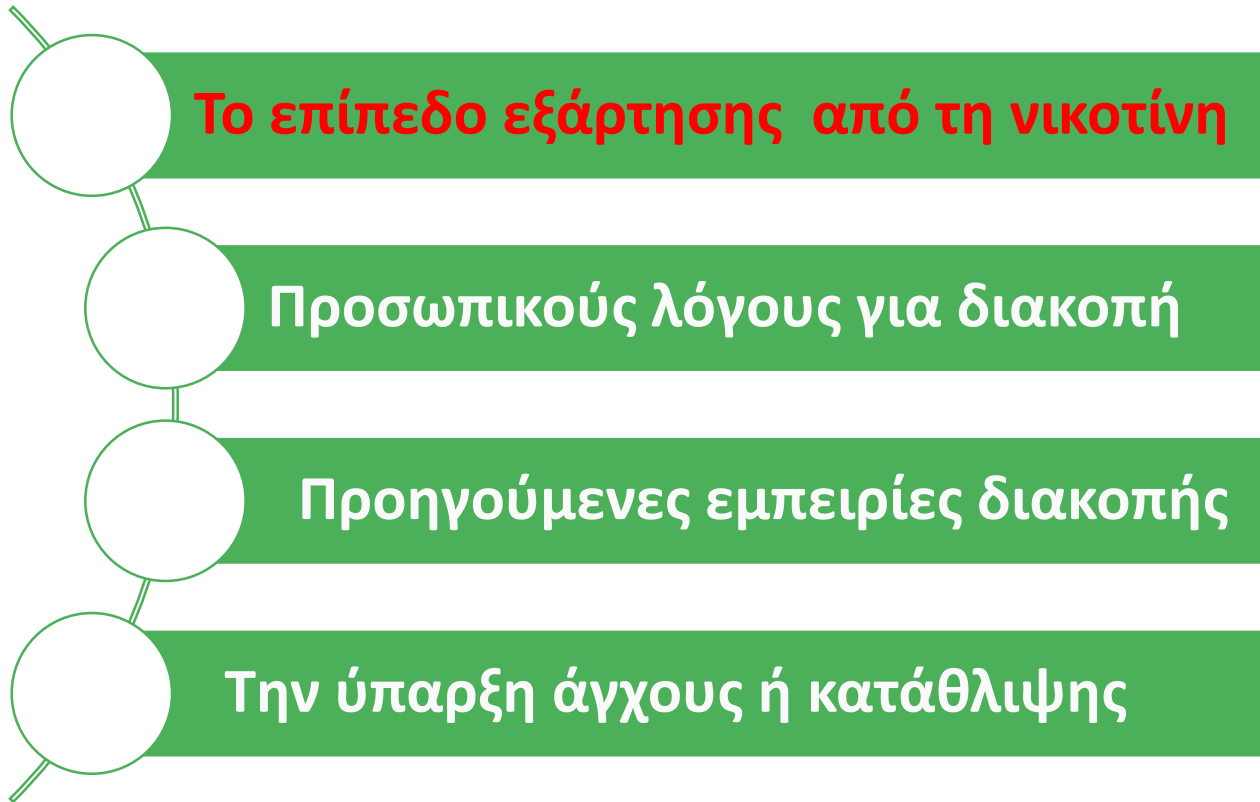 Το επίπεδο εξάρτησης από τη νικοτίνη
Προσωπικούς λόγους για διακοπή
Προηγούμενες εμπειρίες διακοπής
Την ύπαρξη άγχους ή κατάθλιψης